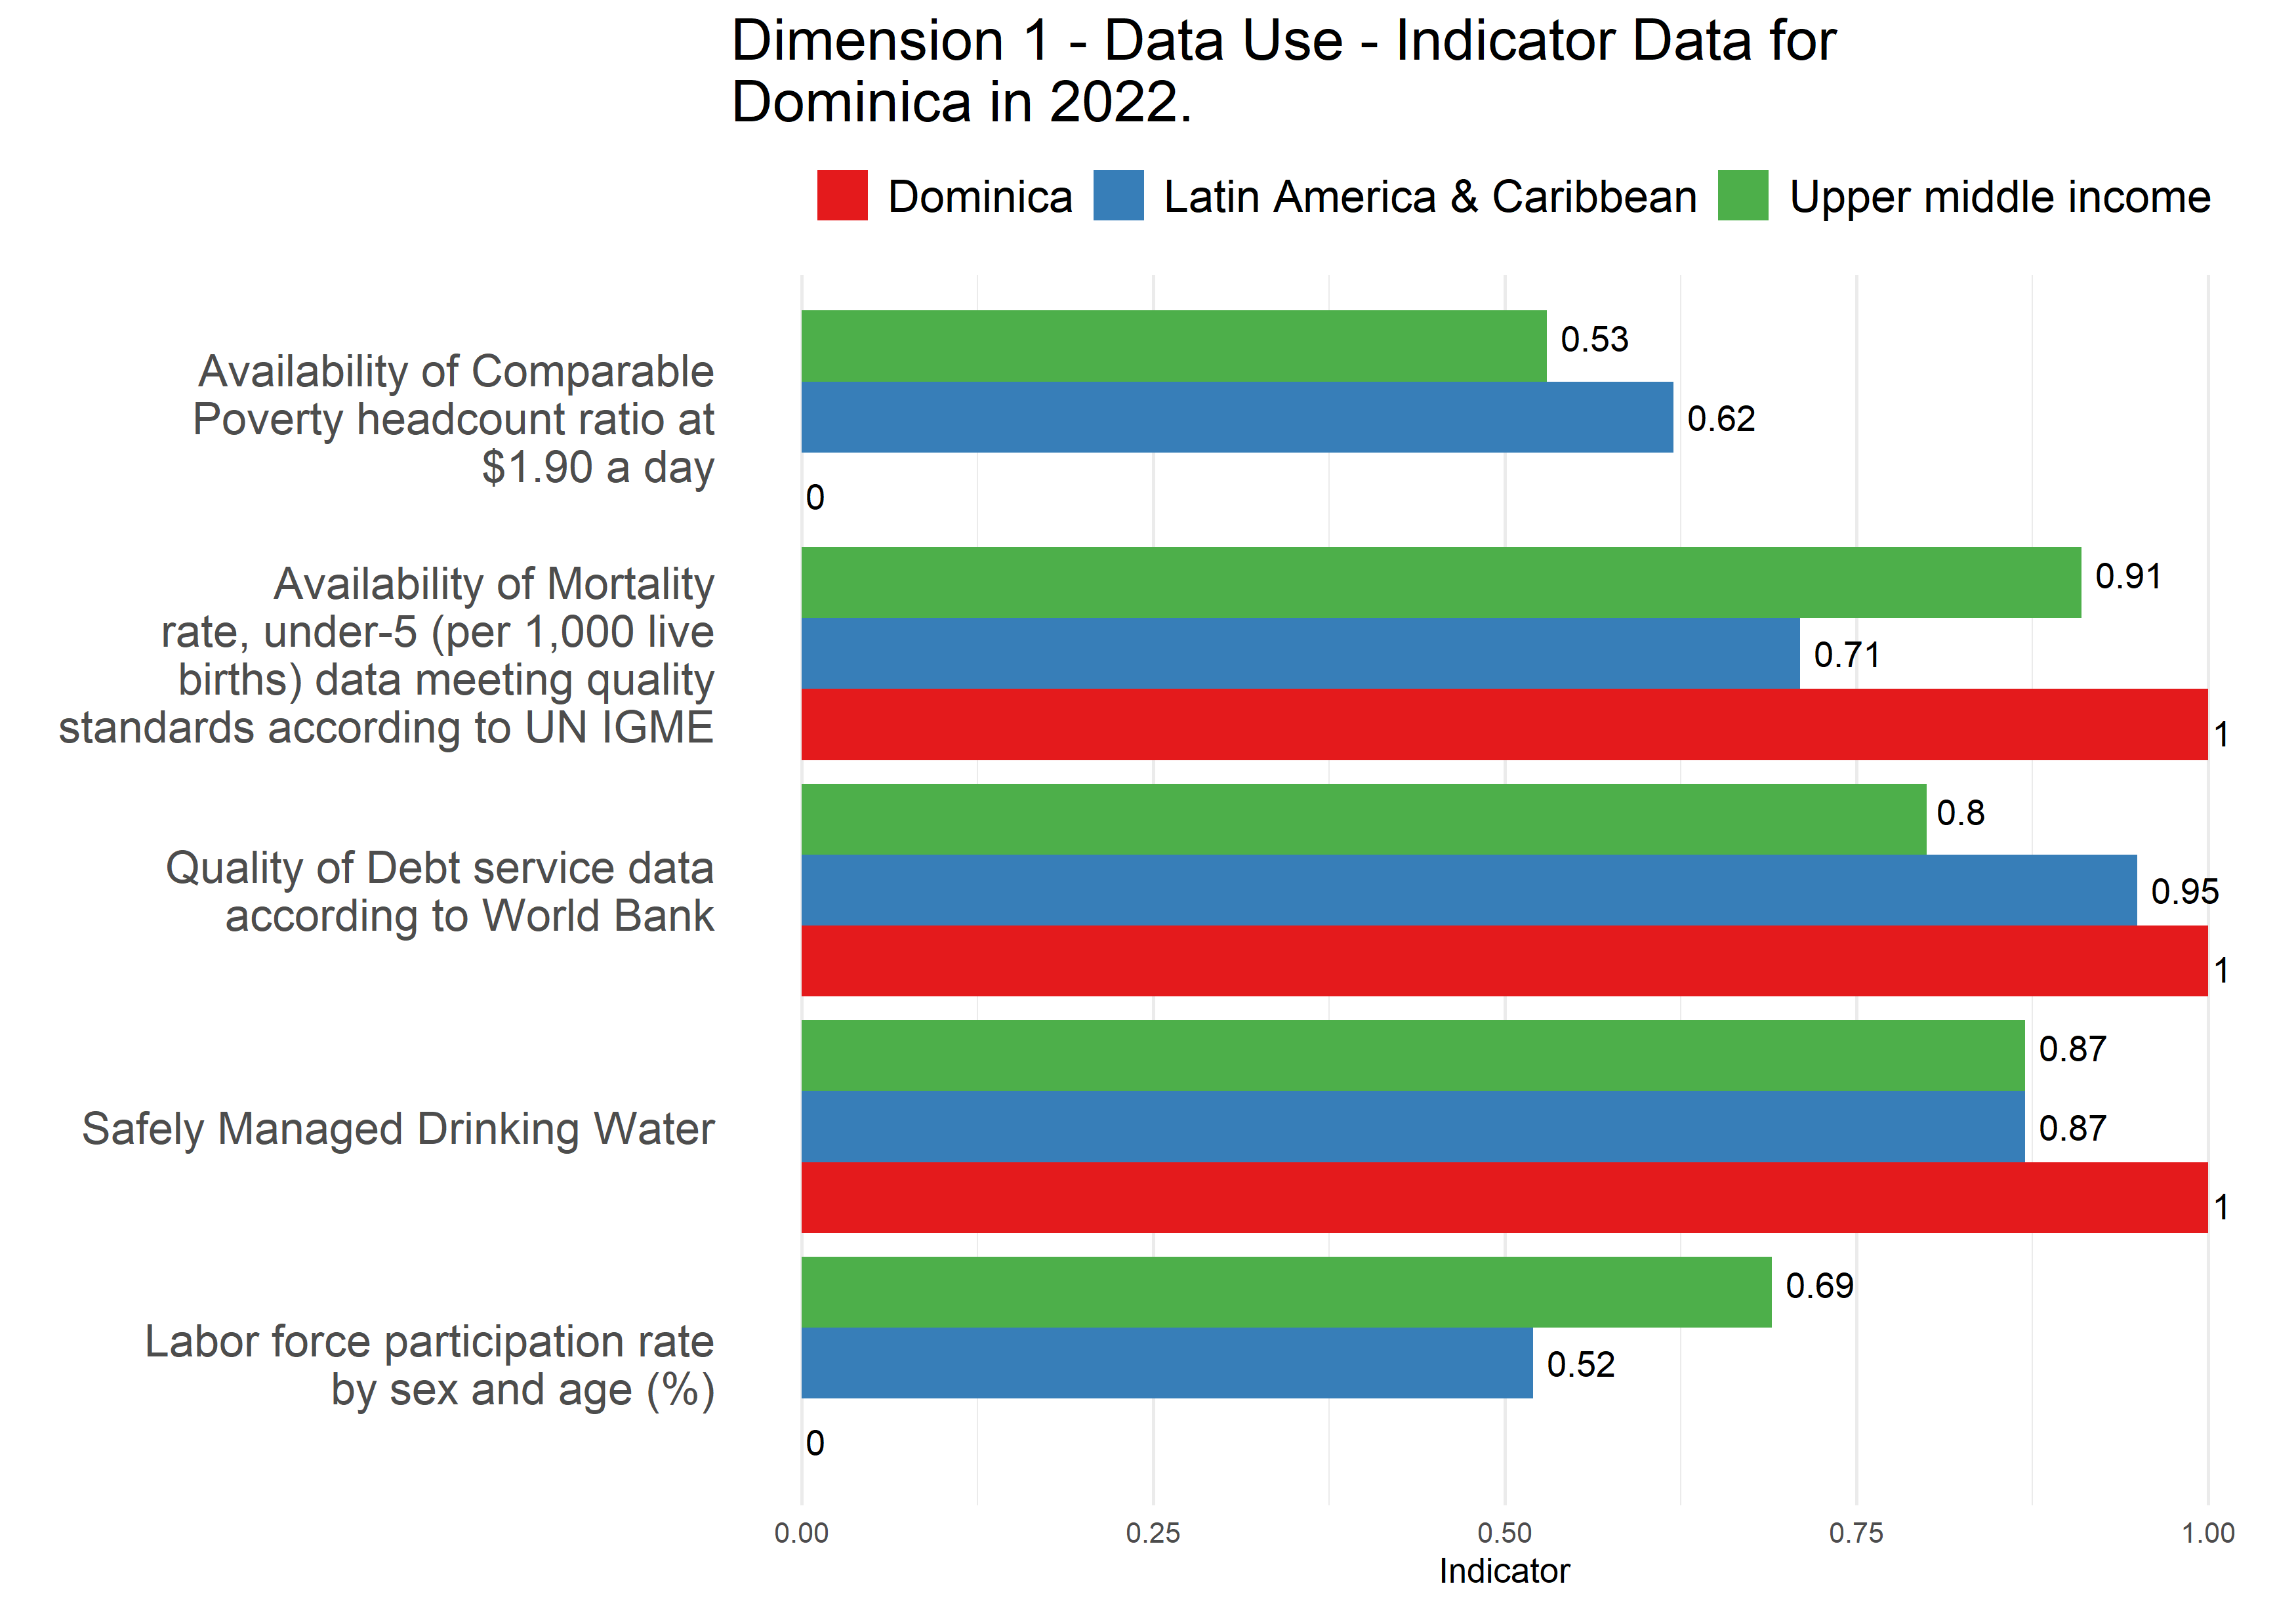 Dimension 1 - Data Use - Indicator Data for
Dominica in 2022.
Dominica
Latin America & Caribbean
Upper middle income
Availability of Comparable
Poverty headcount ratio at
$1.90 a day
0.53
0.62
0
Availability of Mortality
rate, under-5 (per 1,000 live
births) data meeting quality
standards according to UN IGME
0.91
0.71
1
Quality of Debt service data
according to World Bank
0.8
0.95
1
Safely Managed Drinking Water
0.87
0.87
1
Labor force participation rate
by sex and age (%)
0.69
0.52
0
0.00
0.25
0.50
0.75
1.00
Indicator